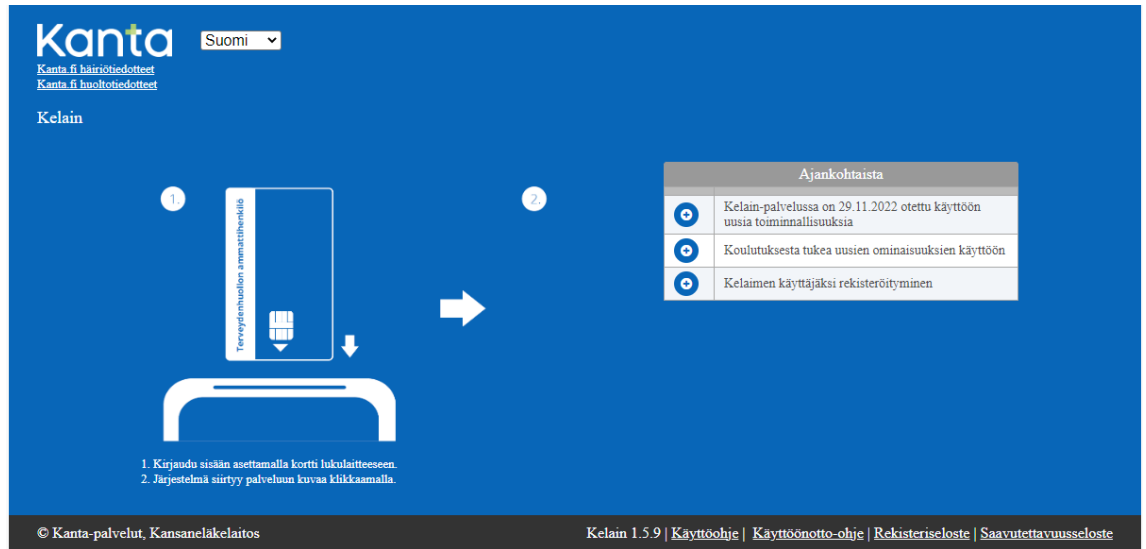 Kanta
Suomi
Kanta.fi häiriötiedotteet
Kanta.fi huoltotiedotteet
Kelain
1.
Terveydenhuollon ammattihenkilö
2.
Ajankohtaista
Kelain-palvelussa on 29.11.2022 otettu käyttöön
uusia toiminnallisuuksia
Koulutuksesta tukea uusien ominaisuuksien käyttöön
Kelaimen käyttäjäksi rekisteröityminen
1. Kirjaudu sisään asettamalla kortti lukulaitteeseen.
2. Järjestelmä siirtyy palveluun kuvaa klikkaamalla.
© Kanta-palvelut, Kansaneläkelaitos
Kelain 1.5.9 | Käyttöohje | Käyttöönotto-ohje | Rekisteriseloste | Saavutettavuusseloste